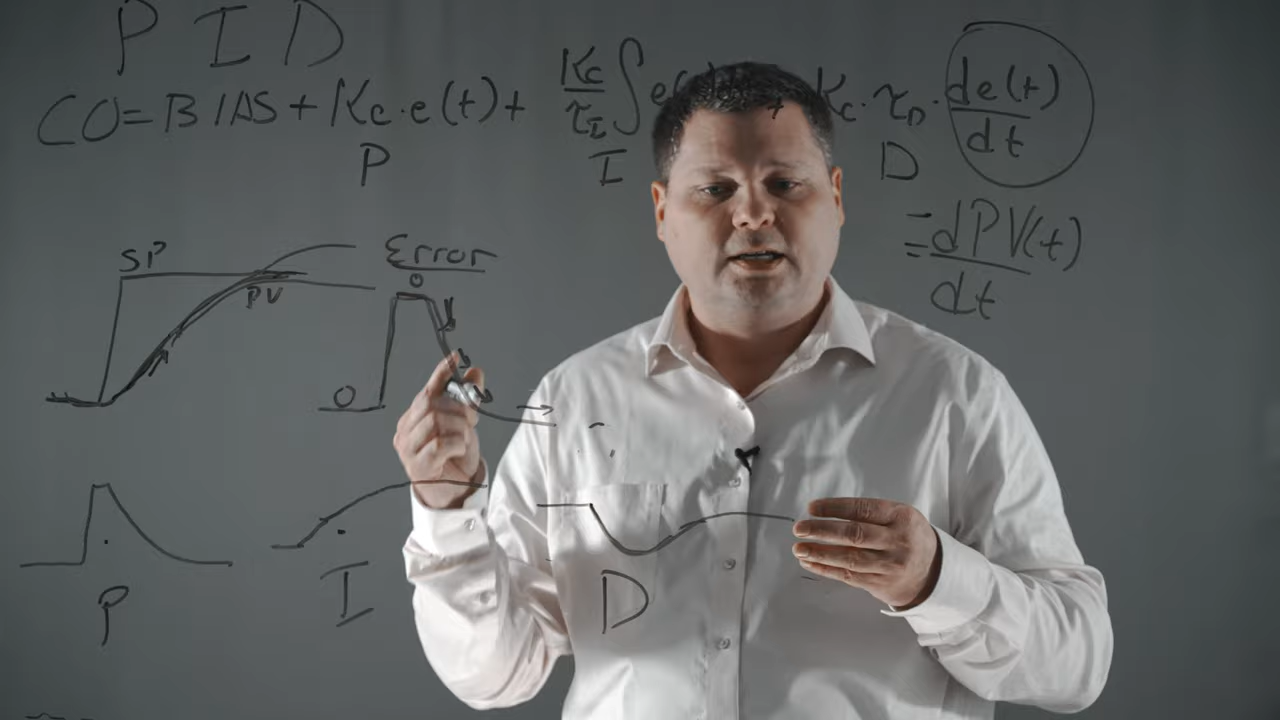 P I D
CO = BIAS + Kc · e(t) + Kc/τI ∫ e( + Kc · τD · de(t)/dt
P I D
= dPV(t)/dt
SP Error
0
PV
0
P I D